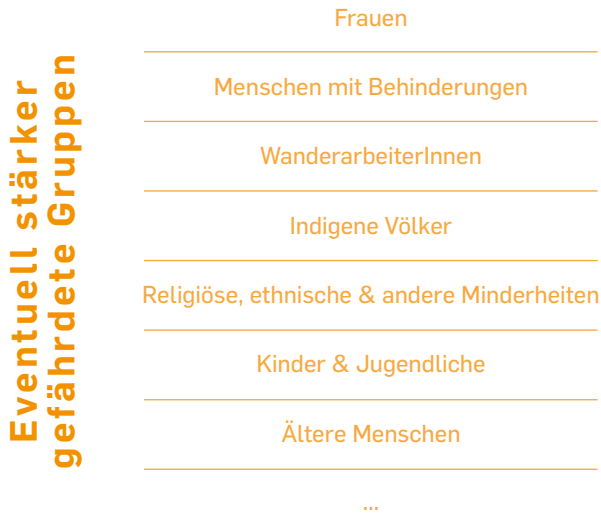 Eventuell stärker
gefährdete Gruppen
Frauen
Menschen mit Behinderungen
WanderarbeiterInnen
Indigene Völker
Religiöse, ethnische & andere Minderheiten
Kinder & Jugendliche
Ältere Menschen
...